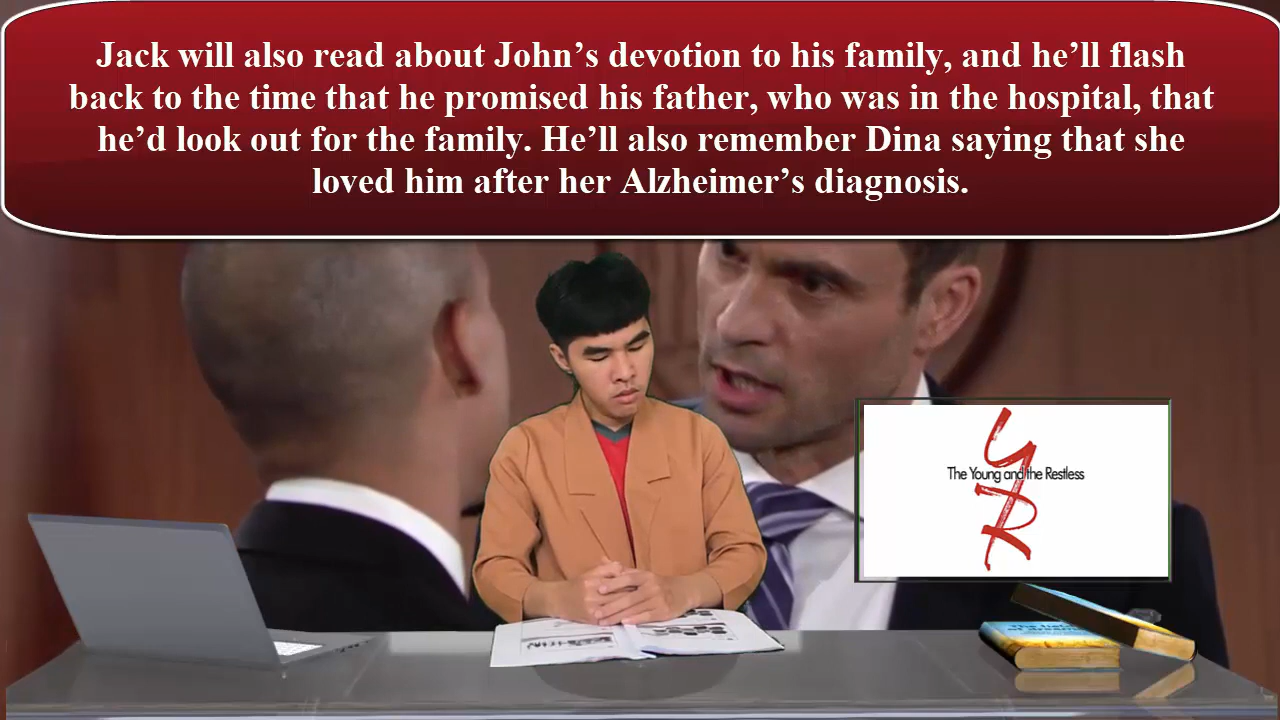 Jack will also read about John’s devotion to his family, and he’ll flash
back to the time that he promised his father, who was in the hospital, that
he’d look out for the family. He’ll also remember Dina saying that she
loved him after her Alzheimer’s diagnosis.
YR
The Young and the Restless